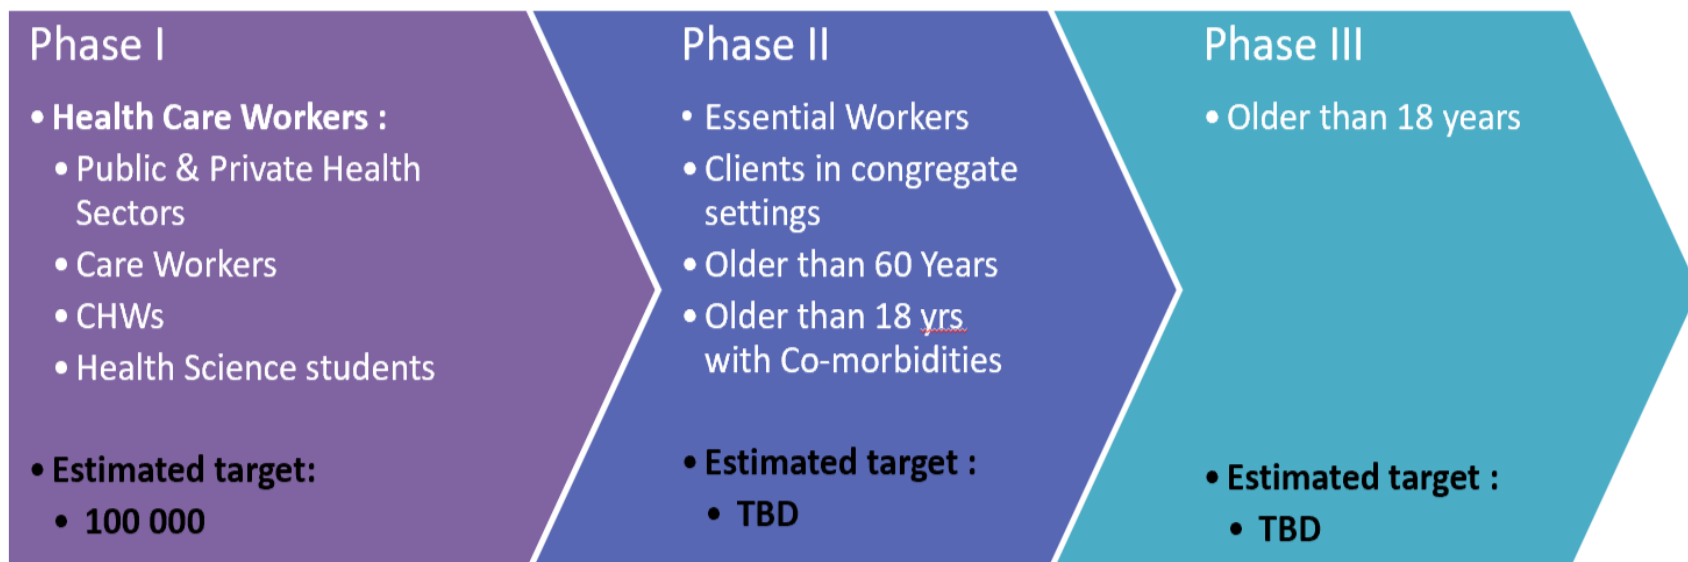 Phase I
• Health Care Workers :
• Public & Private Health
Sectors
• Care Workers
• CHWs
• Health Science students
• Estimated target:
• 100 000
Phase II
• Essential Workers
• Clients in congregate
settings
• Older than 60 Years
• Older than 18 yrs
with Co-morbidities
• Estimated target :
• TBD
Phase III
• Older than 18 years
• Estimated target :
• TBD